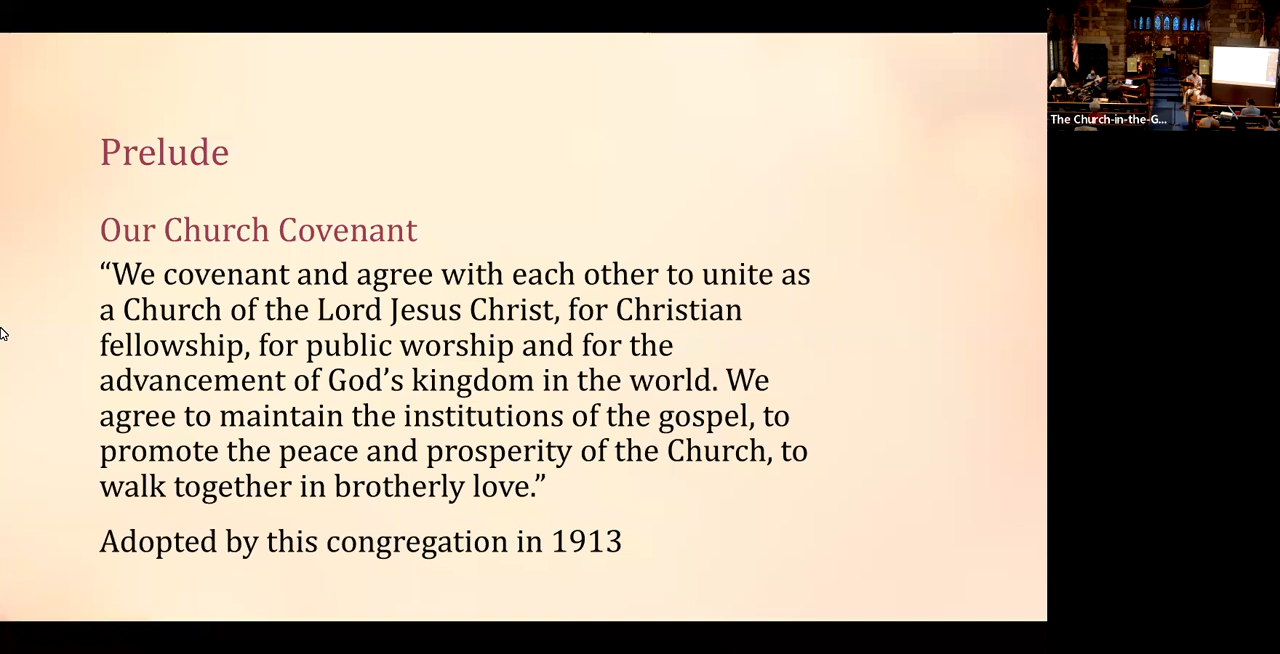 Prelude
Our Church Covenant
“We covenant and agree with each other to unite as
a Church of the Lord Jesus Christ, for Christian
fellowship, for public worship and for the
advancement of God’s kingdom in the world. We
agree to maintain the institutions of the gospel, to
promote the peace and prosperity of the Church, to
walk together in brotherly love.”
Adopted by this congregation in 1913
The Church-in-the-G...